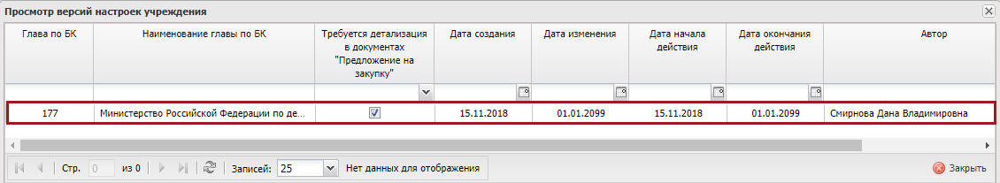 Просмотр версий настроек учреждения
Глава по БК
Наименование главы по БК
Требуется детализация
в документах
"Предложение на
закупку"
Дата создания
Дата изменения
Дата начала
действия
Дата окончания
действия
Автор
177 Министерство Российской Федерации по де... 15.11.2018 01.01.2099 15.11.2018 01.01.2099 Смирнова Дана Владимировна
Стр. 0 из 0 Записей: 25 Нет данных для отображения Закрыть